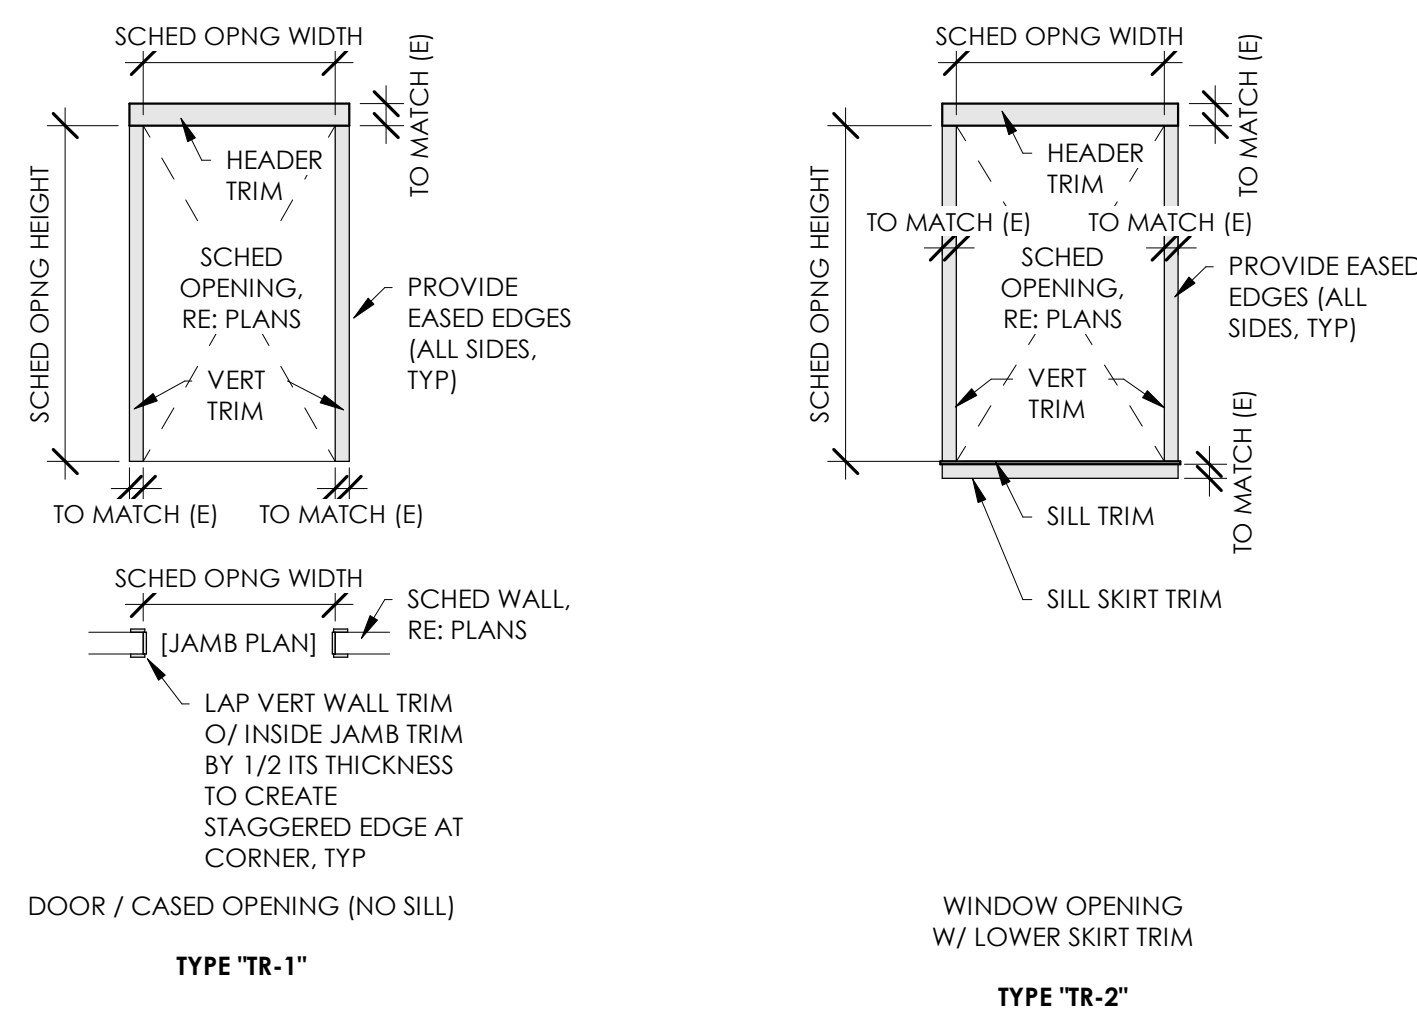 SCHED OPNG WIDTH
TO MATCH (E)
SCHED OPNG HEIGHT
HEADER
TRIM
SCHED
OPENING,
RE: PLANS
PROVIDE
EASED EDGES
(ALL SIDES,
TYP)
VERT
TRIM
TO MATCH (E)
TO MATCH (E)
SCHED OPNG WIDTH
SCHED WALL,
RE: PLANS
[JAMB PLAN]
LAP VERT WALL TRIM
O/ INSIDE JAMB TRIM
BY 1/2 ITS THICKNESS
TO CREATE
STAGGERED EDGE AT
CORNER, TYP
DOOR / CASED OPENING (NO SILL)
TYPE "TR-1"
SCHED OPNG WIDTH
TO MATCH (E)
SCHED OPNG HEIGHT
HEADER
TRIM
TO MATCH (E)
TO MATCH (E)
SCHED
OPENING,
RE: PLANS
PROVIDE EASED
EDGES (ALL
SIDES, TYP)
VERT
TRIM
TO MATCH (E)
SILL TRIM
SILL SKIRT TRIM
WINDOW OPENING
W/ LOWER SKIRT TRIM
TYPE "TR-2"